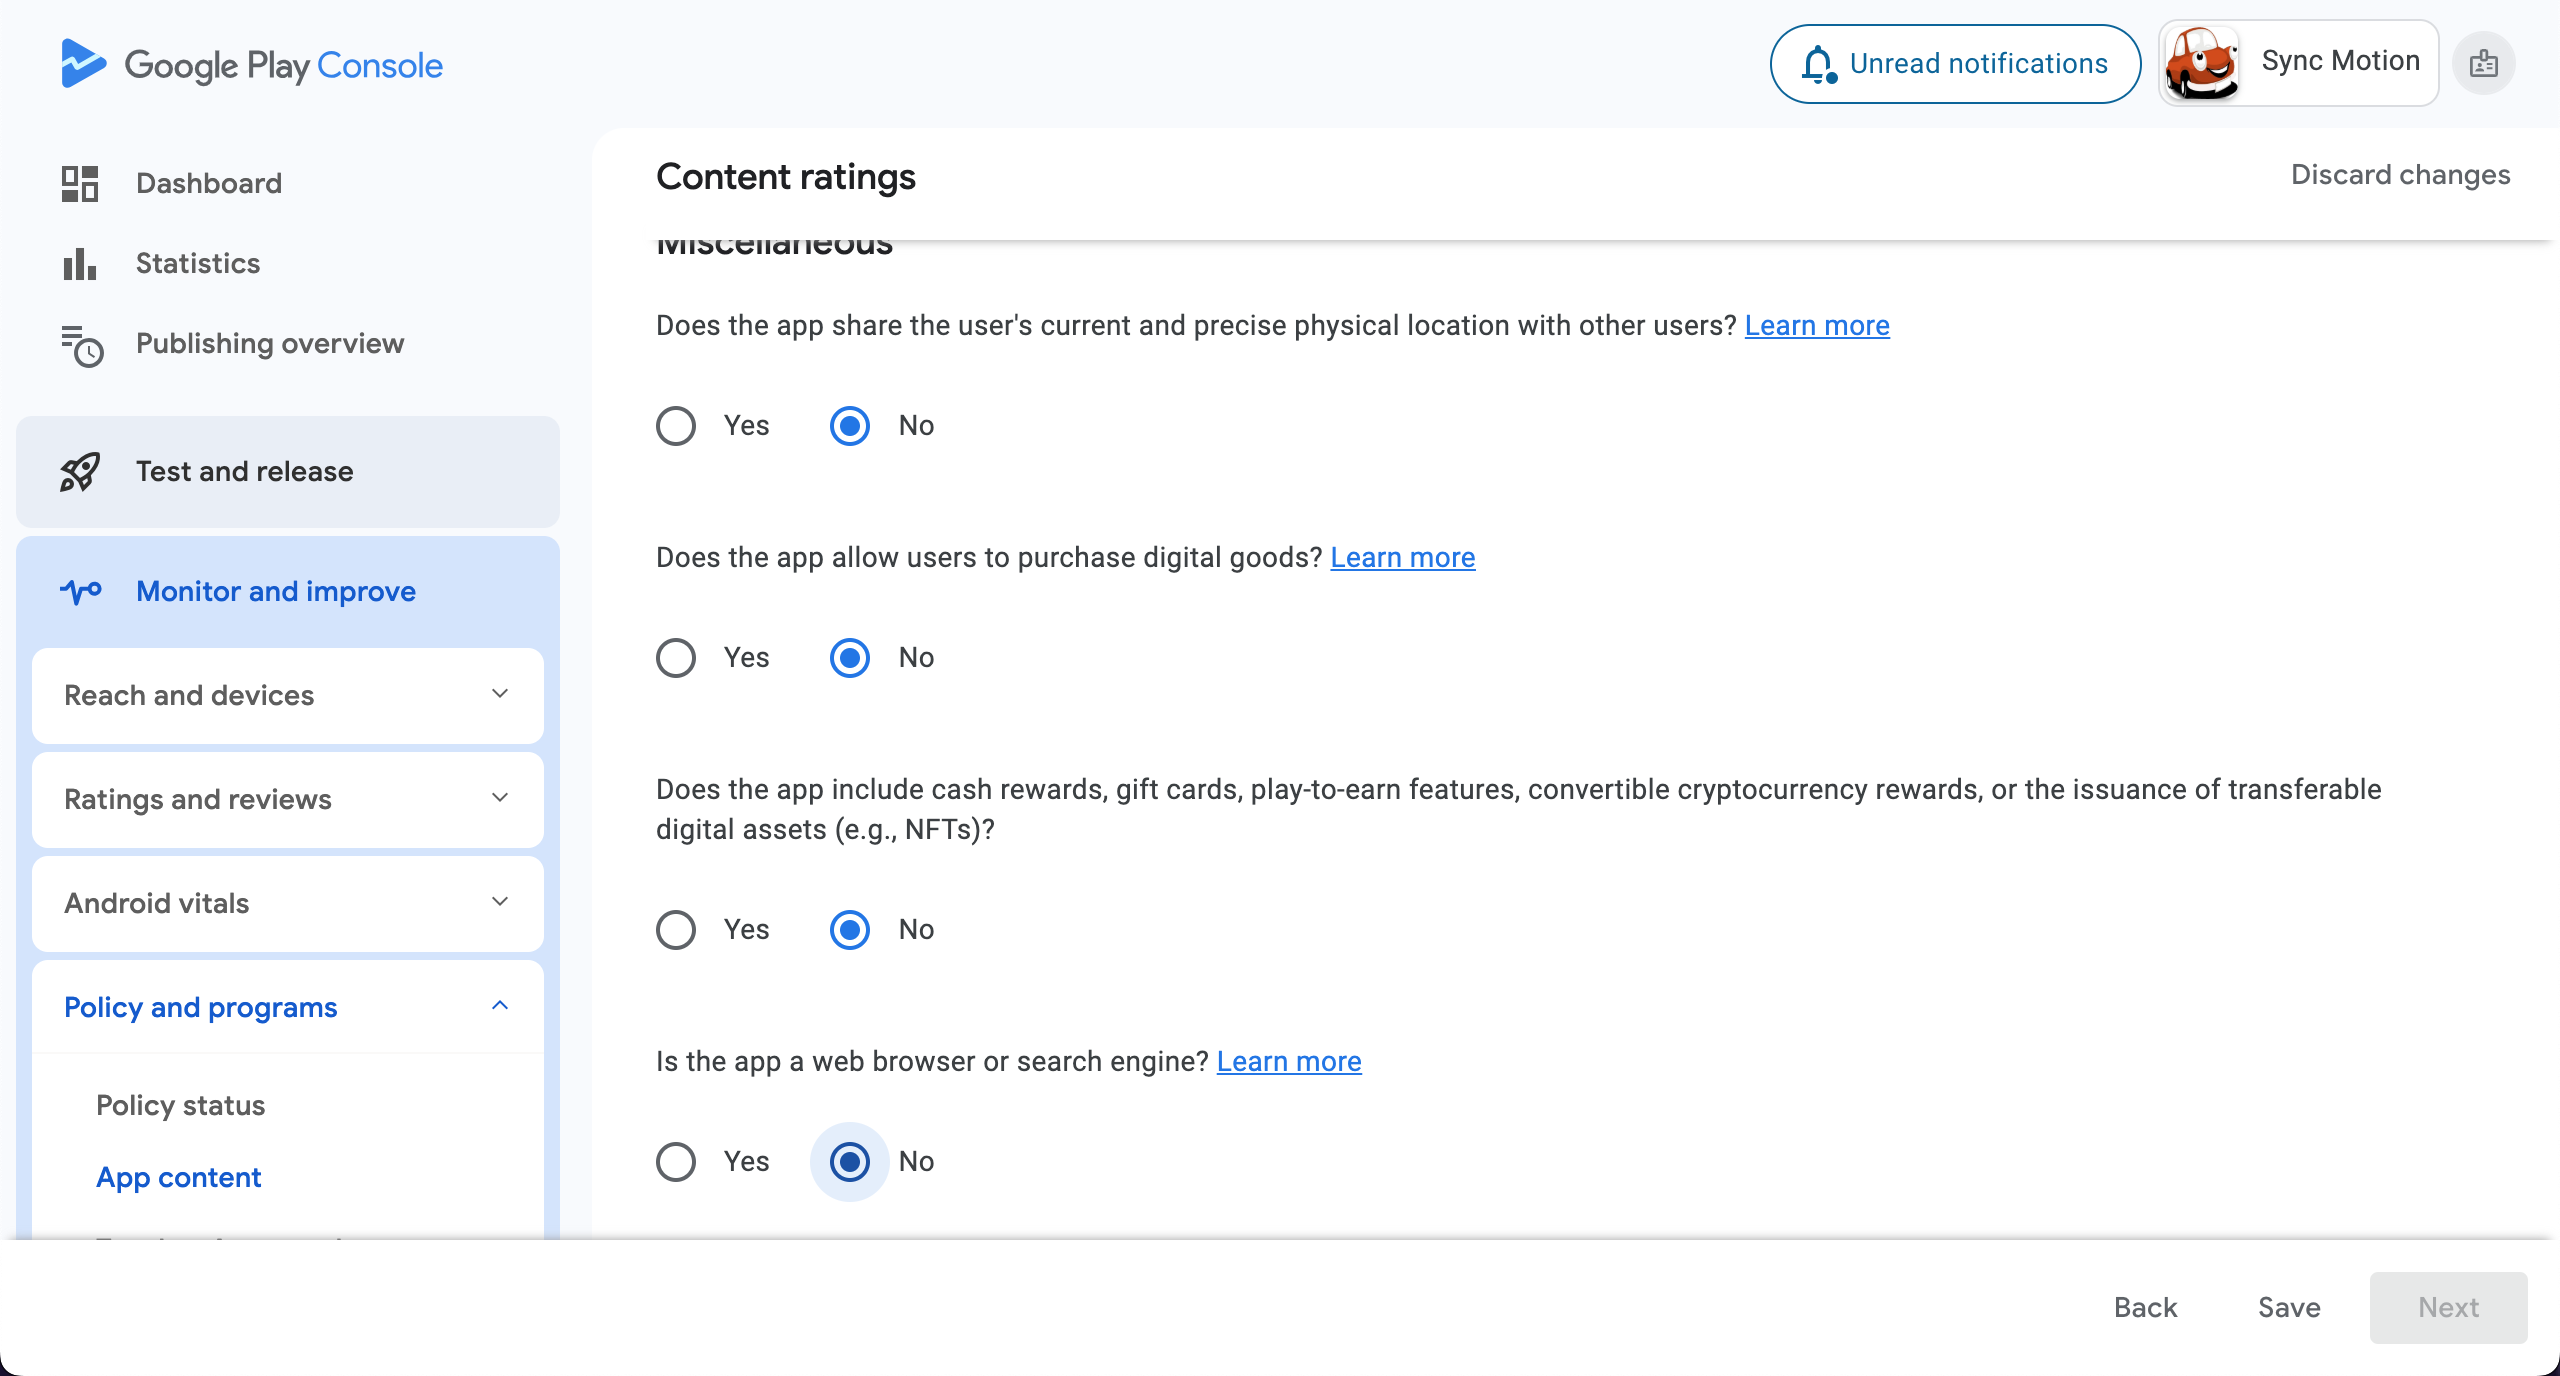 Google Play Console
Unread notifications
Sync Motion
Dashboard
Statistics
Publishing overview
Test and release
Monitor and improve
Reach and devices
Ratings and reviews
Android vitals
Policy and programs
Policy status
App content
Content ratings
Discard changes
Miscellaneous
Does the app share the user's current and precise physical location with other users? Learn more
Yes No
Does the app allow users to purchase digital goods? Learn more
Yes No
Does the app include cash rewards, gift cards, play-to-earn features, convertible cryptocurrency rewards, or the issuance of transferable
digital assets (e.g., NFTs)?
Yes No
Is the app a web browser or search engine? Learn more
Yes No
Back Save Next